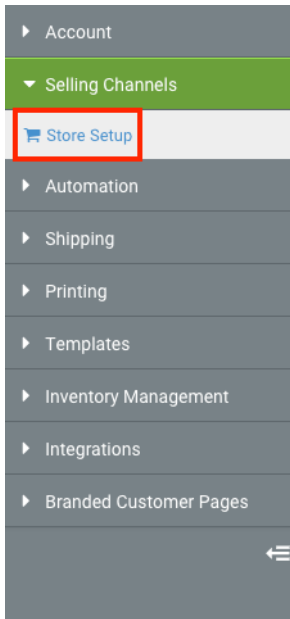 Account
Selling Channels
Store Setup
Automation
Shipping
Printing
Templates
Inventory Management
Integrations
Branded Customer Pages